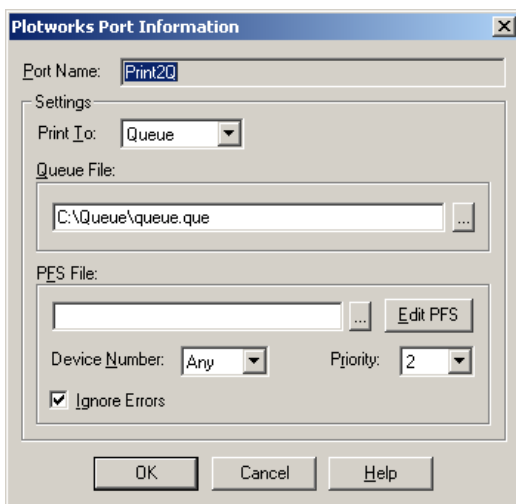 Plotworks Port Information
Port Name: Print2Q
Settings
Print To: Queue
Queue File:
C:\Queue\queue.que
...
PFS File:
... Edit PFS
Device Number: Any Priority: 2
Ignore Errors
OK Cancel Help